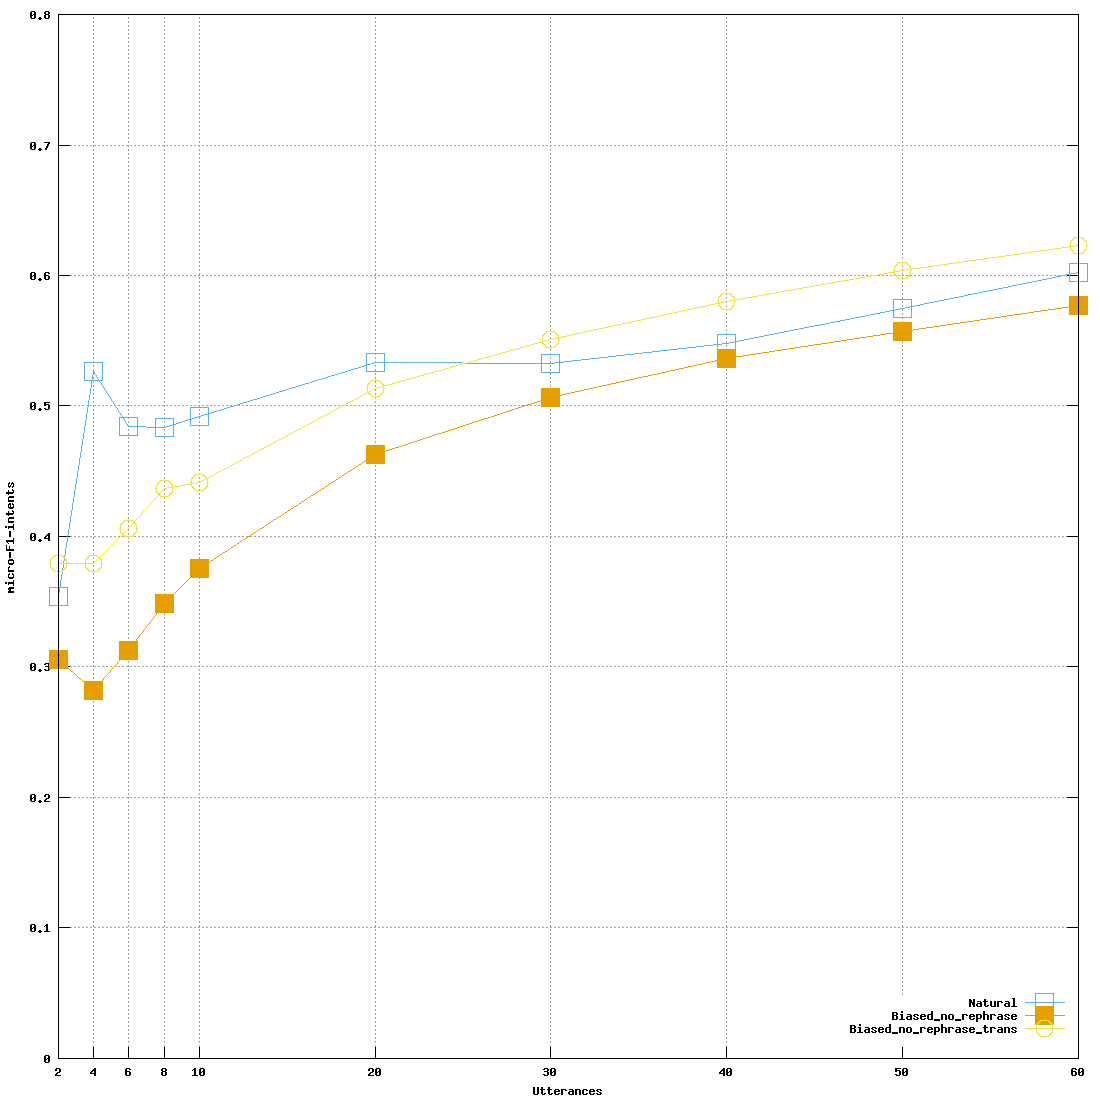 0.8
0.7
0.6
0.5
0.4
0.3
0.2
0.1
0
micro-F1-intents
2 4 6 8 10 20 30 40 50 60
Utterances
Natural
Biased_no_rephrase
Biased_no_rephrase_trans